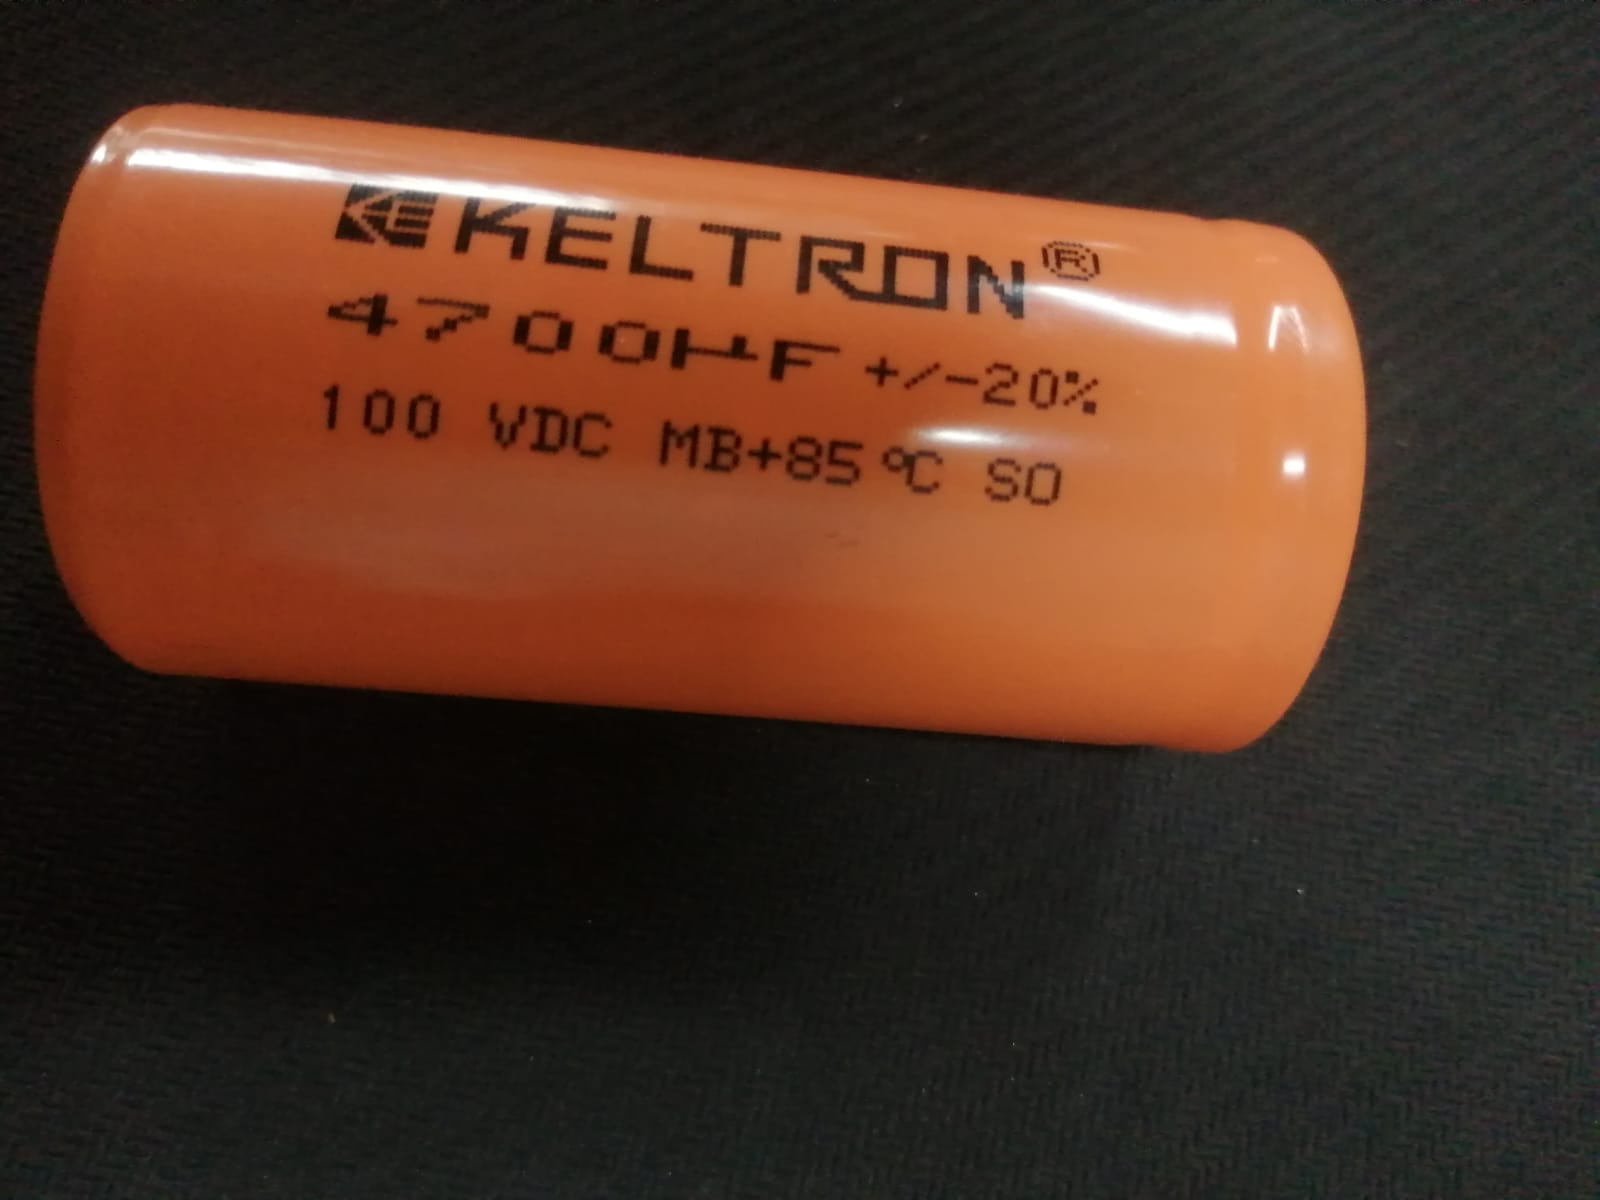 KELTRON®
4700µF +/-20%
100 VDC MB+85°C SO